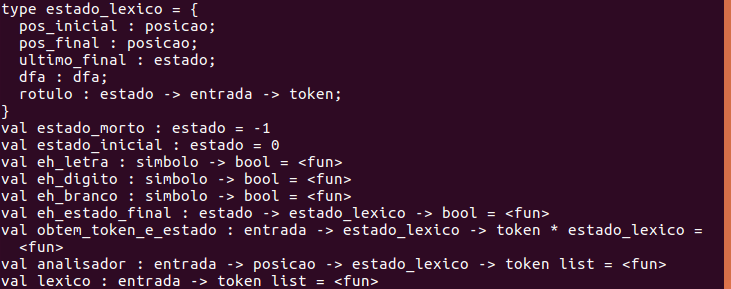 type estado_lexico = {
  pos_inicial : posicao;
  pos_final : posicao;
  ultimo_final : estado;
  dfa : dfa;
  rotulo : estado -> entrada -> token;
}
val estado_morto : estado = -1
val estado_inicial : estado = 0
val eh_letra : simbolo -> bool = <fun>
val eh_digito : simbolo -> bool = <fun>
val eh_branco : simbolo -> bool = <fun>
val eh_estado_final : estado -> estado_lexico -> bool = <fun>
val obtem_token_e_estado : entrada -> estado_lexico -> token * estado_lexico =
  <fun>
val analisador : entrada -> posicao -> estado_lexico -> token list = <fun>
val lexico : entrada -> token list = <fun>